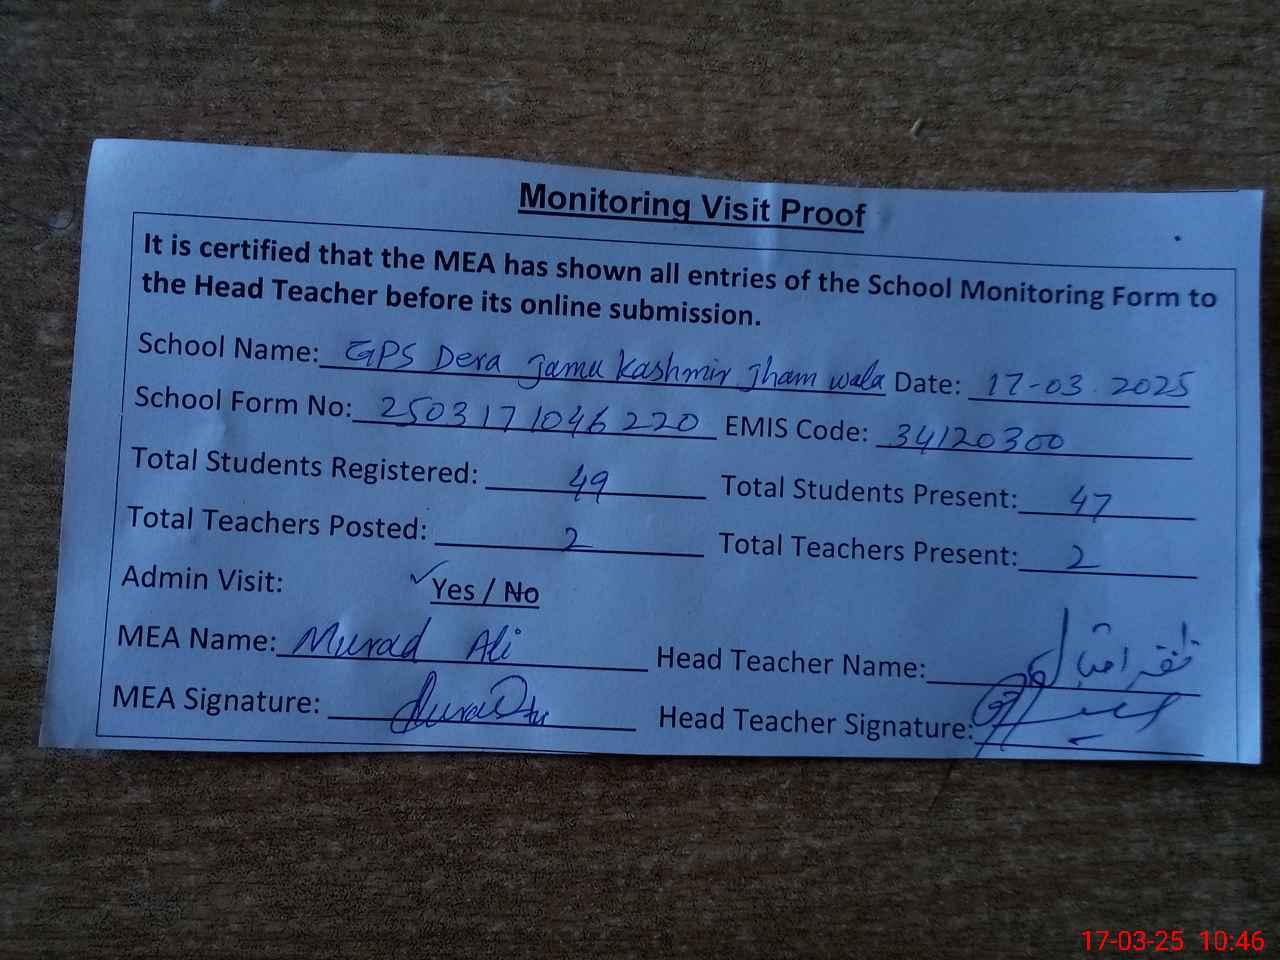 Monitoring Visit Proof
It is certified that the MEA has shown all entries of the School Monitoring Form to
the Head Teacher before its online submission.
School Name: GPS Dera Jamu Kashmir Jham wala Date: 17-03-2025
School Form No: 2503171046220 EMIS Code: 34120300
Total Students Registered: 49 Total Students Present: 47
Total Teachers Posted: 2 Total Teachers Present: 2
Admin Visit: ✓Yes / No
MEA Name: Murad Ali Head Teacher Name:
MEA Signature: Head Teacher Signature:
17-03-25 10:46